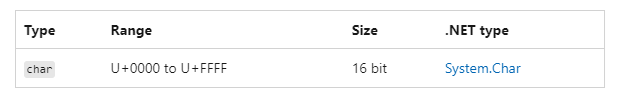 Type Range Size .NET type
char U+0000 to U+FFFF 16 bit System.Char